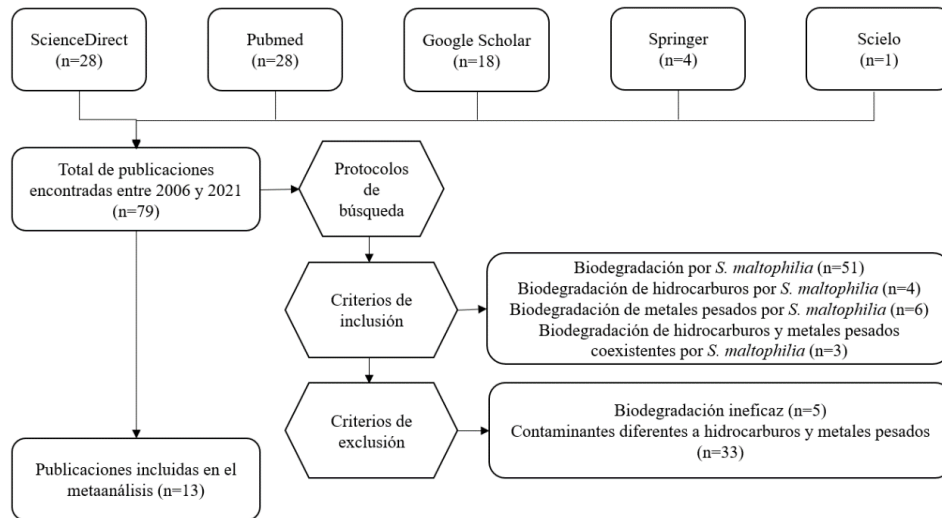 ScienceDirect
(n=28)
Pubmed
(n=28)
Google Scholar
(n=18)
Springer
(n=4)
Scielo
(n=1)
Total de publicaciones
encontradas entre 2006 y 2021
(n=79)
Protocolos
de
búsqueda
Criterios de
inclusión
Biodegradación por S. maltophilia (n=51)
Biodegradación de hidrocarburos por S. maltophilia (n=4)
Biodegradación de metales pesados por S. maltophilia (n=6)
Biodegradación de hidrocarburos y metales pesados
coexistentes por S. maltophilia (n=3)
Criterios de
exclusión
Biodegradación ineficaz (n=5)
Contaminantes diferentes a hidrocarburos y metales pesados
(n=33)
Publicaciones incluidas en el
metaanálisis (n=13)